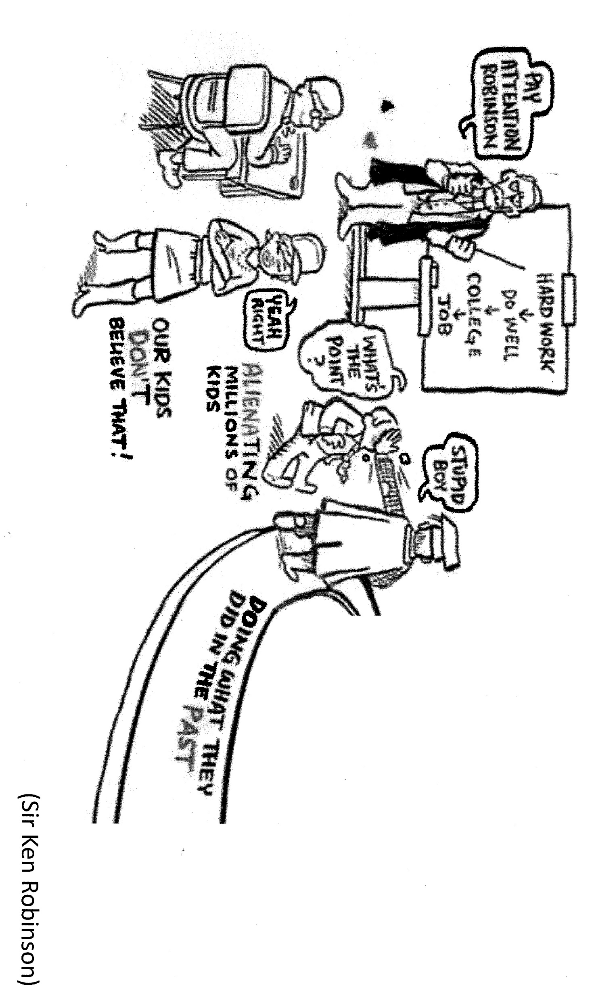 PAY
ATTENTION
ROBINSON
HARD WORK
DO WELL
COLLEGE
JOB
WHAT'S
THE
POINT
?
STUPID
BOY
YEAH
RIGHT
ALIENATING
MILLIONS OF
KIDS
OUR KIDS
DON'T
BELIEVE THAT!
DOING WHAT THEY
DID IN THE PAST
(Sir Ken Robinson)